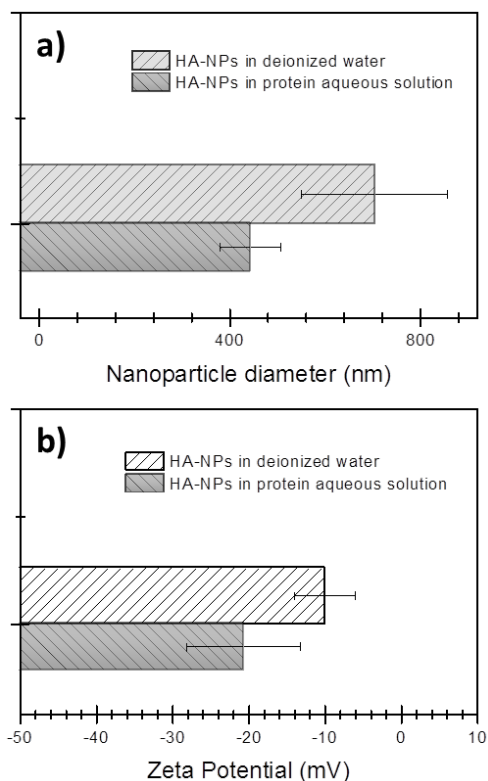 a)
HA-NPs in deionized water
HA-NPs in protein aqueous solution
0 400 800
Nanoparticle diameter (nm)
b)
HA-NPs in deionized water
HA-NPs in protein aqueous solution
-50 -40 -30 -20 -10 0 10
Zeta Potential (mV)